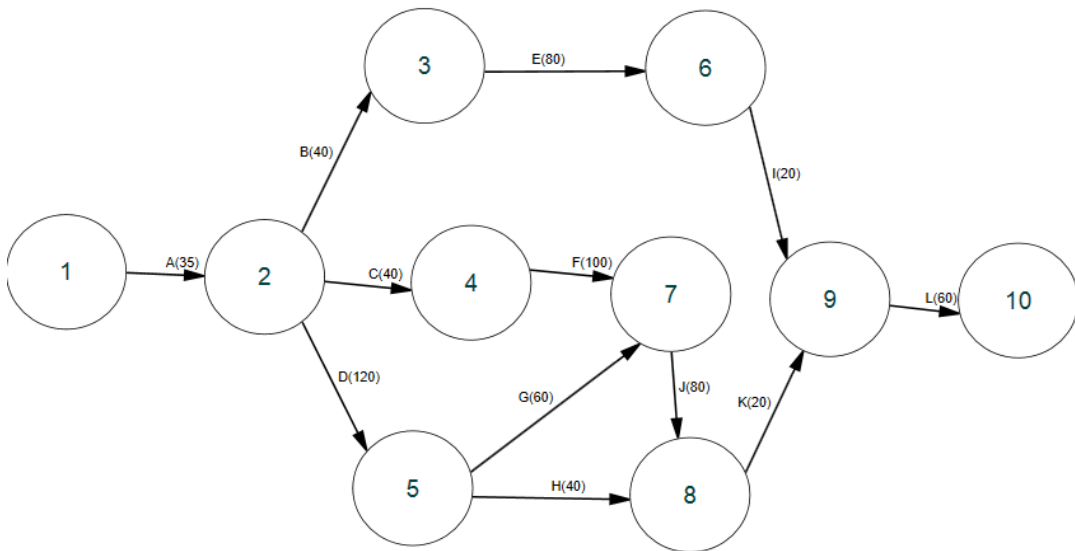 3
E(80)
6
B(40)
I(20)
1
A(35)
2
C(40)
4
F(100)
7
9
L(60)
10
D(120)
G(60)
J(80)
K(20)
5
H(40)
8